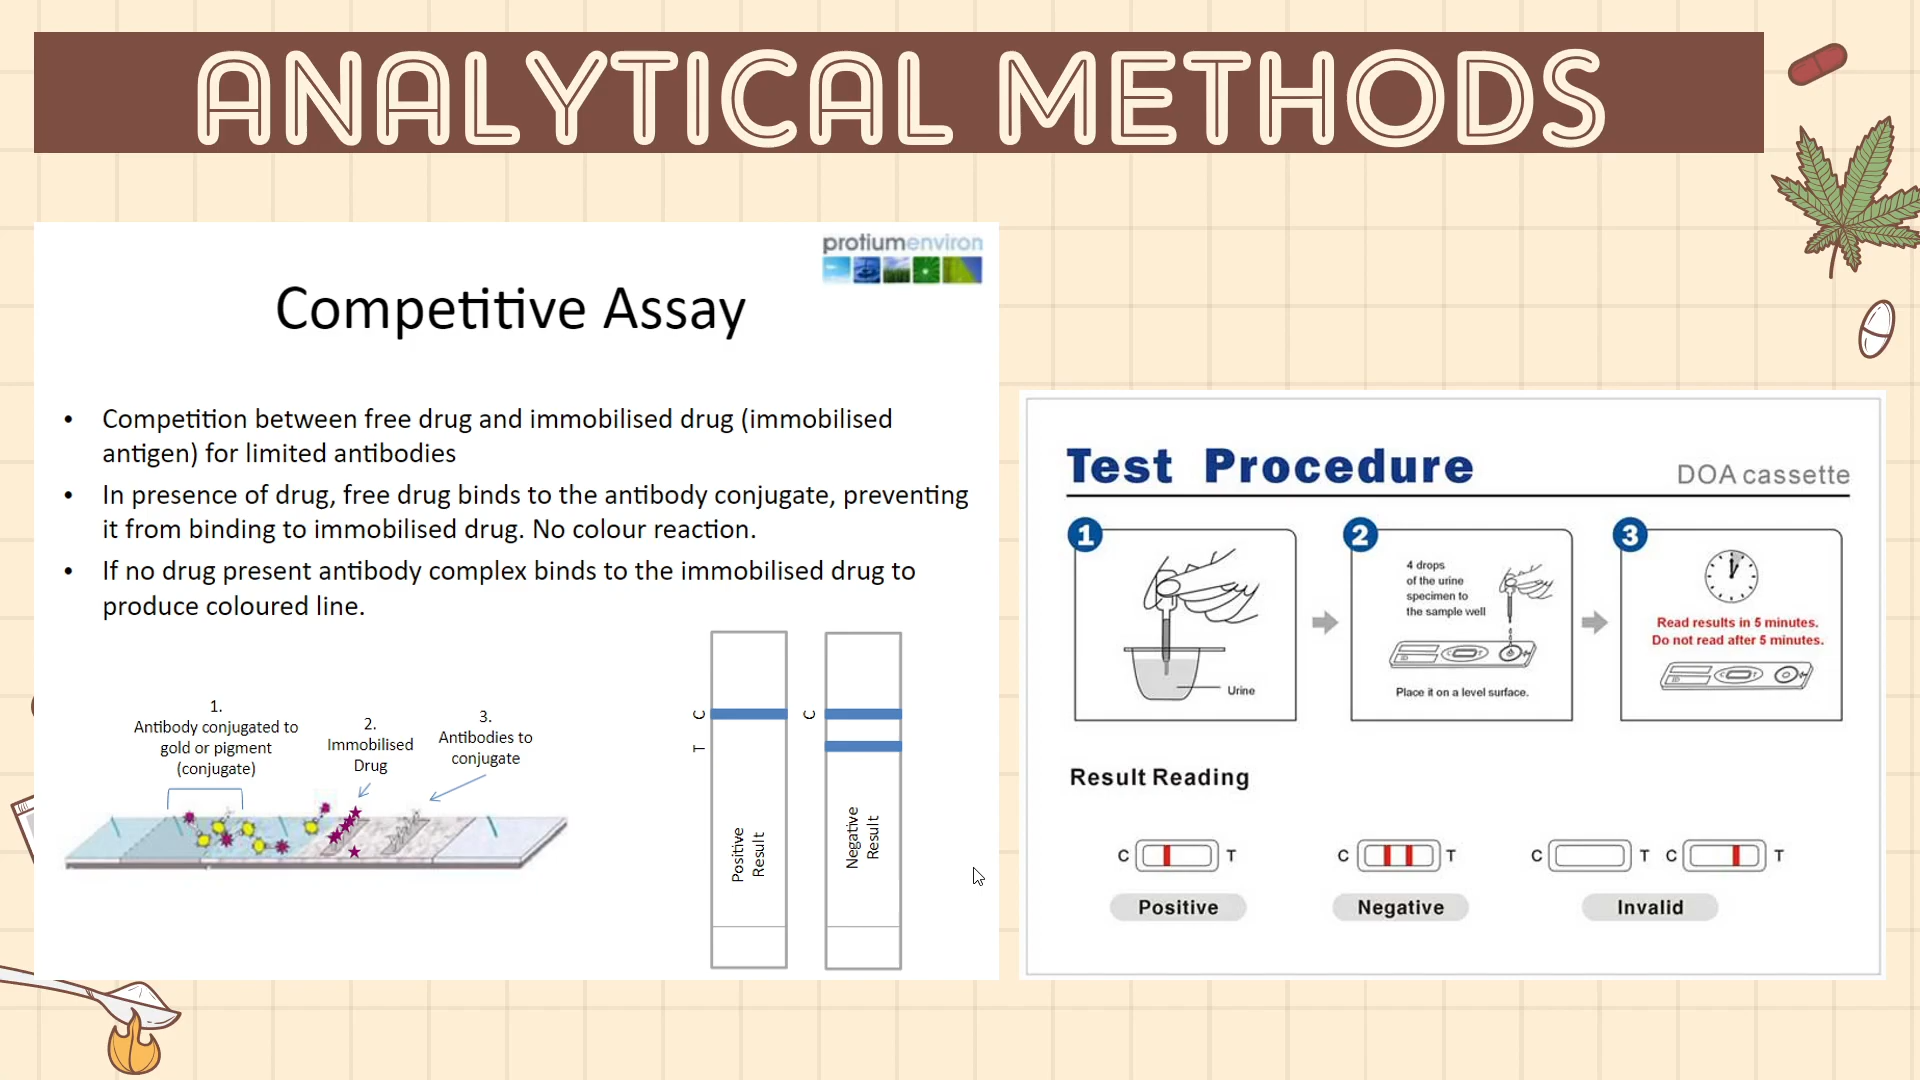 ANALYTICAL METHODS
protiumenviron
Competitive Assay
• Competition between free drug and immobilised drug (immobilised
antigen) for limited antibodies
• In presence of drug, free drug binds to the antibody conjugate, preventing
it from binding to immobilised drug. No colour reaction.
• If no drug present antibody complex binds to the immobilised drug to
produce coloured line.
1.
Antibody conjugated to
gold or pigment
(conjugate)
2.
Immobilised
Drug
3.
Antibodies to
conjugate
C
T
Positive
Result
C
Negative
Result
Test Procedure
DOA cassette
1
Urine
2
4 drops
of the urine
specimen to
the sample well
Place it on a level surface.
3
Read results in 5 minutes.
Do not read after 5 minutes.
Result Reading
C T
Positive
C T
Negative
C T C T
Invalid